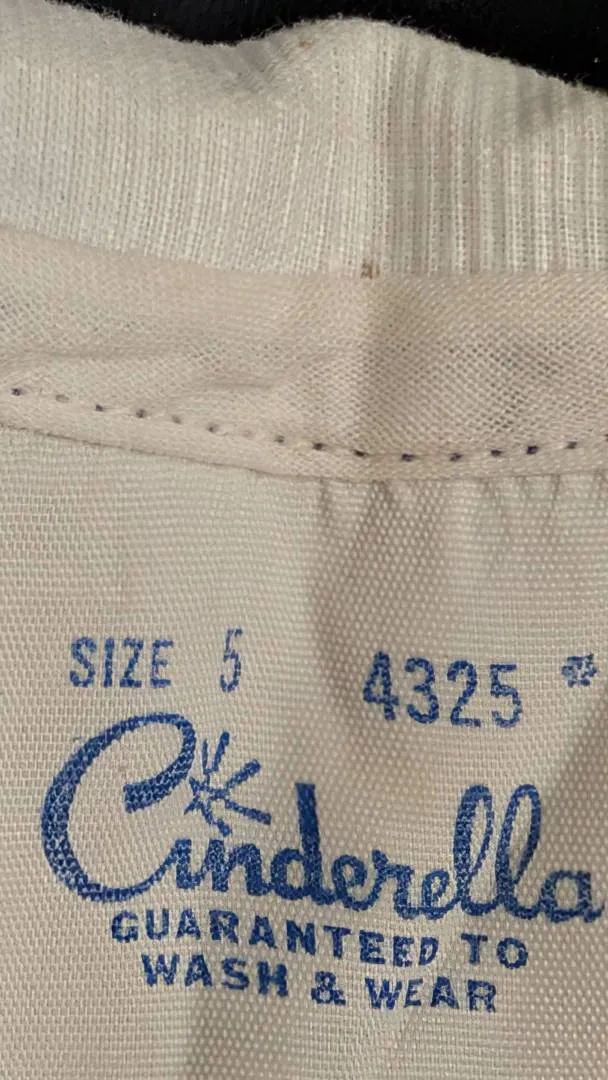 SIZE 5 4325
Cinderella
GUARANTEED TO
WASH & WEAR